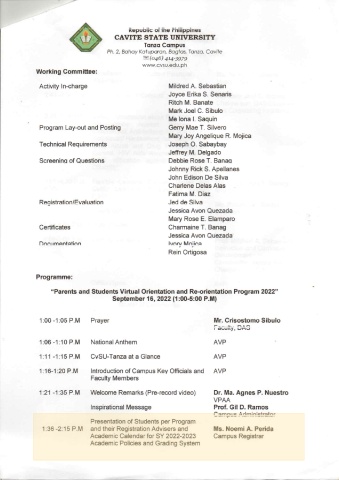 Republic of the Philippines
CAVITE STATE UNIVERSITY
Tanza Campus
Ph. 2, Bahay Katuparan, Bagtas, Tanza, Cavite
☏ (046) 414-3979
www.cvsu.edu.ph
Working Committee:
Activity In-charge Mildred A. Sebastian
Joyce Erika S. Senaris
Ritch M. Banate
Mark Joel C. Sibulo
Me lona I. Saquin
Program Lay-out and Posting Gerry Mae T. Silvero
Mary Joy Angelique R. Mojica
Technical Requirements Joseph O. Sabaybay
Jeffrey M. Delgado
Screening of Questions Debbie Rose T. Banag
Johnny Rick S. Apellanes
John Edison De Silva
Charlene Delas Alas
Fatima M. Diaz
Registration/Evaluation Jed de Silva
Jessica Avon Quezada
Mary Rose E. Elamparo
Certificates Charmaine T. Banag
Jessica Avon Quezada
Documentation Ivory Mojica
Rein Ortigosa
Programme:
"Parents and Students Virtual Orientation and Re-orientation Program 2022"
September 16, 2022 (1:00-5:00 P.M)
1:00 -1:05 P.M Prayer Mr. Crisostomo Sibulo
Faculty, DAS
1:06 -1:10 P.M National Anthem AVP
1:11 -1:15 P.M CvSU-Tanza at a Glance AVP
1:16-1:20 P.M Introduction of Campus Key Officials and AVP
Faculty Members
1:21 -1:35 P.M Welcome Remarks (Pre-record video) Dr. Ma. Agnes P. Nuestro
VPAA
Inspirational Message Prof. Gil D. Ramos
Campus Administrator
Presentation of Students per Program
1:36 -2:15 P.M and their Registration Advisers and Ms. Noemi A. Perida
Academic Calendar for SY 2022-2023 Campus Registrar
Academic Policies and Grading System